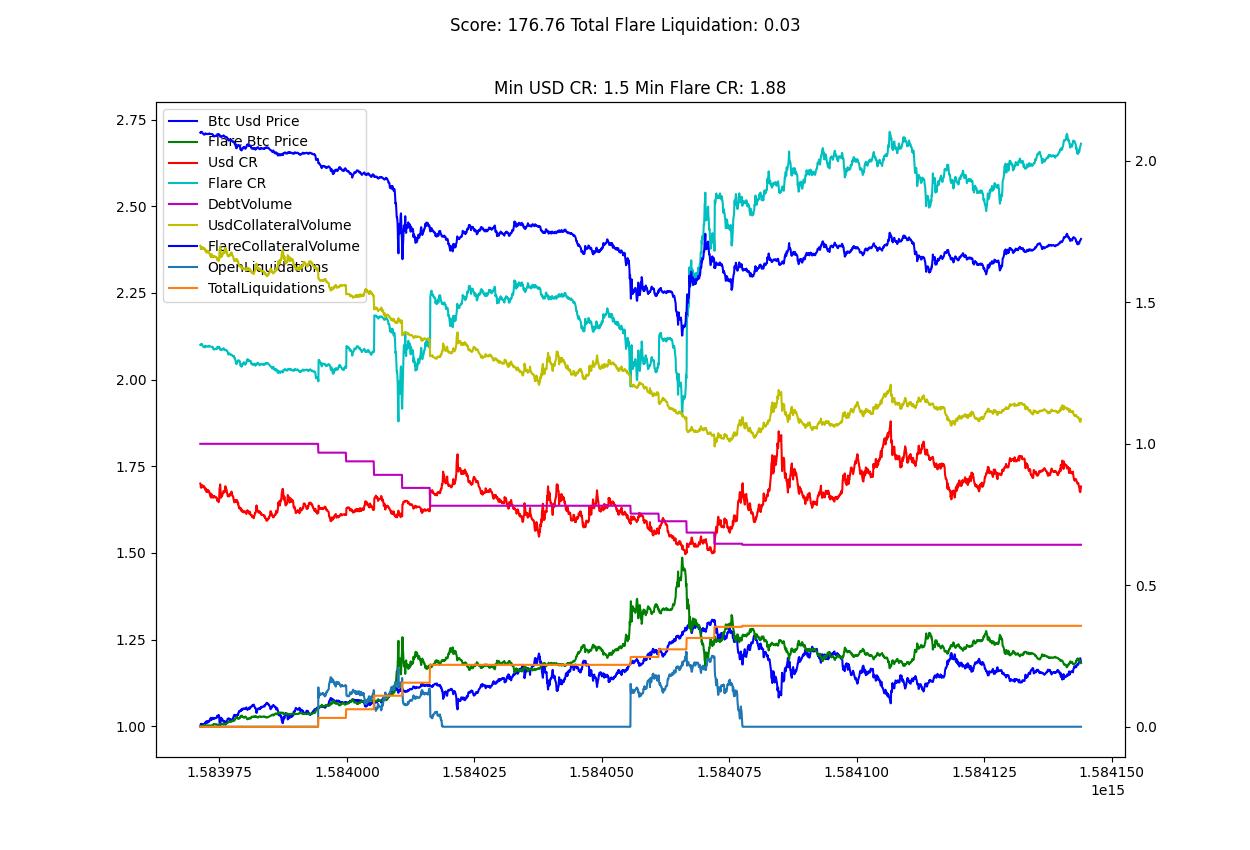 Score: 176.76 Total Flare Liquidation: 0.03
Min USD CR: 1.5 Min Flare CR: 1.88
Btc Usd Price
Flare Btc Price
Usd CR
Flare CR
DebtVolume
UsdCollateralVolume
FlareCollateralVolume
OpenLiquidations
TotalLiquidations
2.75
2.50
2.25
2.00
1.75
1.50
1.25
1.00
2.0
1.5
1.0
0.5
0.0
1.583975 1.584000 1.584025 1.584050 1.584075 1.584100 1.584125 1.584150
1e15